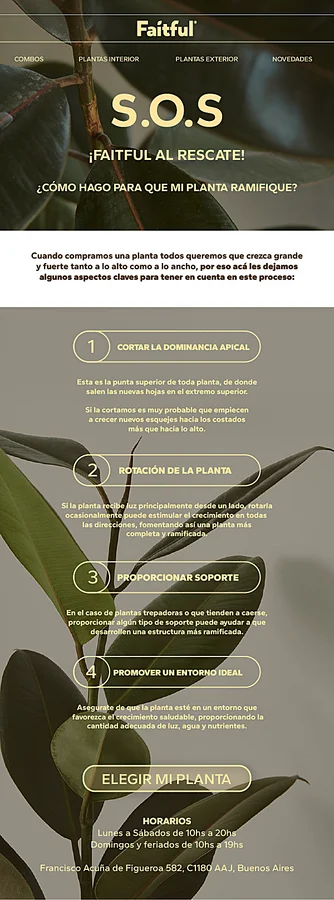 Faitful®
COMBOS PLANTAS INTERIOR PLANTAS EXTERIOR NOVEDADES
S.O.S
¡FAITFUL AL RESCATE!
¿CÓMO HAGO PARA QUE MI PLANTA RAMIFIQUE?
Cuando compramos una planta todos queremos que crezca grande
y fuerte tanto a lo alto como a lo ancho, por eso acá les dejamos
algunos aspectos claves para tener en cuenta en este proceso:
1 CORTAR LA DOMINANCIA APICAL
Esta es la punta superior de toda planta, de donde
salen las nuevas hojas en el extremo superior.
Si la cortamos es muy probable que empiecen
a crecer nuevos esquejes hacia los costados
más que hacia lo alto.
2 ROTACIÓN DE LA PLANTA
Si la planta recibe luz principalmente desde un lado, rotarla
ocasionalmente puede estimular el crecimiento en todas
las direcciones, fomentando así una planta más
completa y ramificada.
3 PROPORCIONAR SOPORTE
En el caso de plantas trepadoras o que tienden a caerse,
proporcionar algún tipo de soporte puede ayudar a que
desarrollen una estructura más ramificada.
4 PROMOVER UN ENTORNO IDEAL
Asegurate de que la planta esté en un entorno que
favorezca el crecimiento saludable, proporcionando la
cantidad adecuada de luz, agua y nutrientes.
ELEGIR MI PLANTA
HORARIOS
Lunes a Sábados de 10hs a 20hs
Domingos y feriados de 10hs a 19hs
Francisco Acuña de Figueroa 582, C1180 AAJ, Buenos Aires